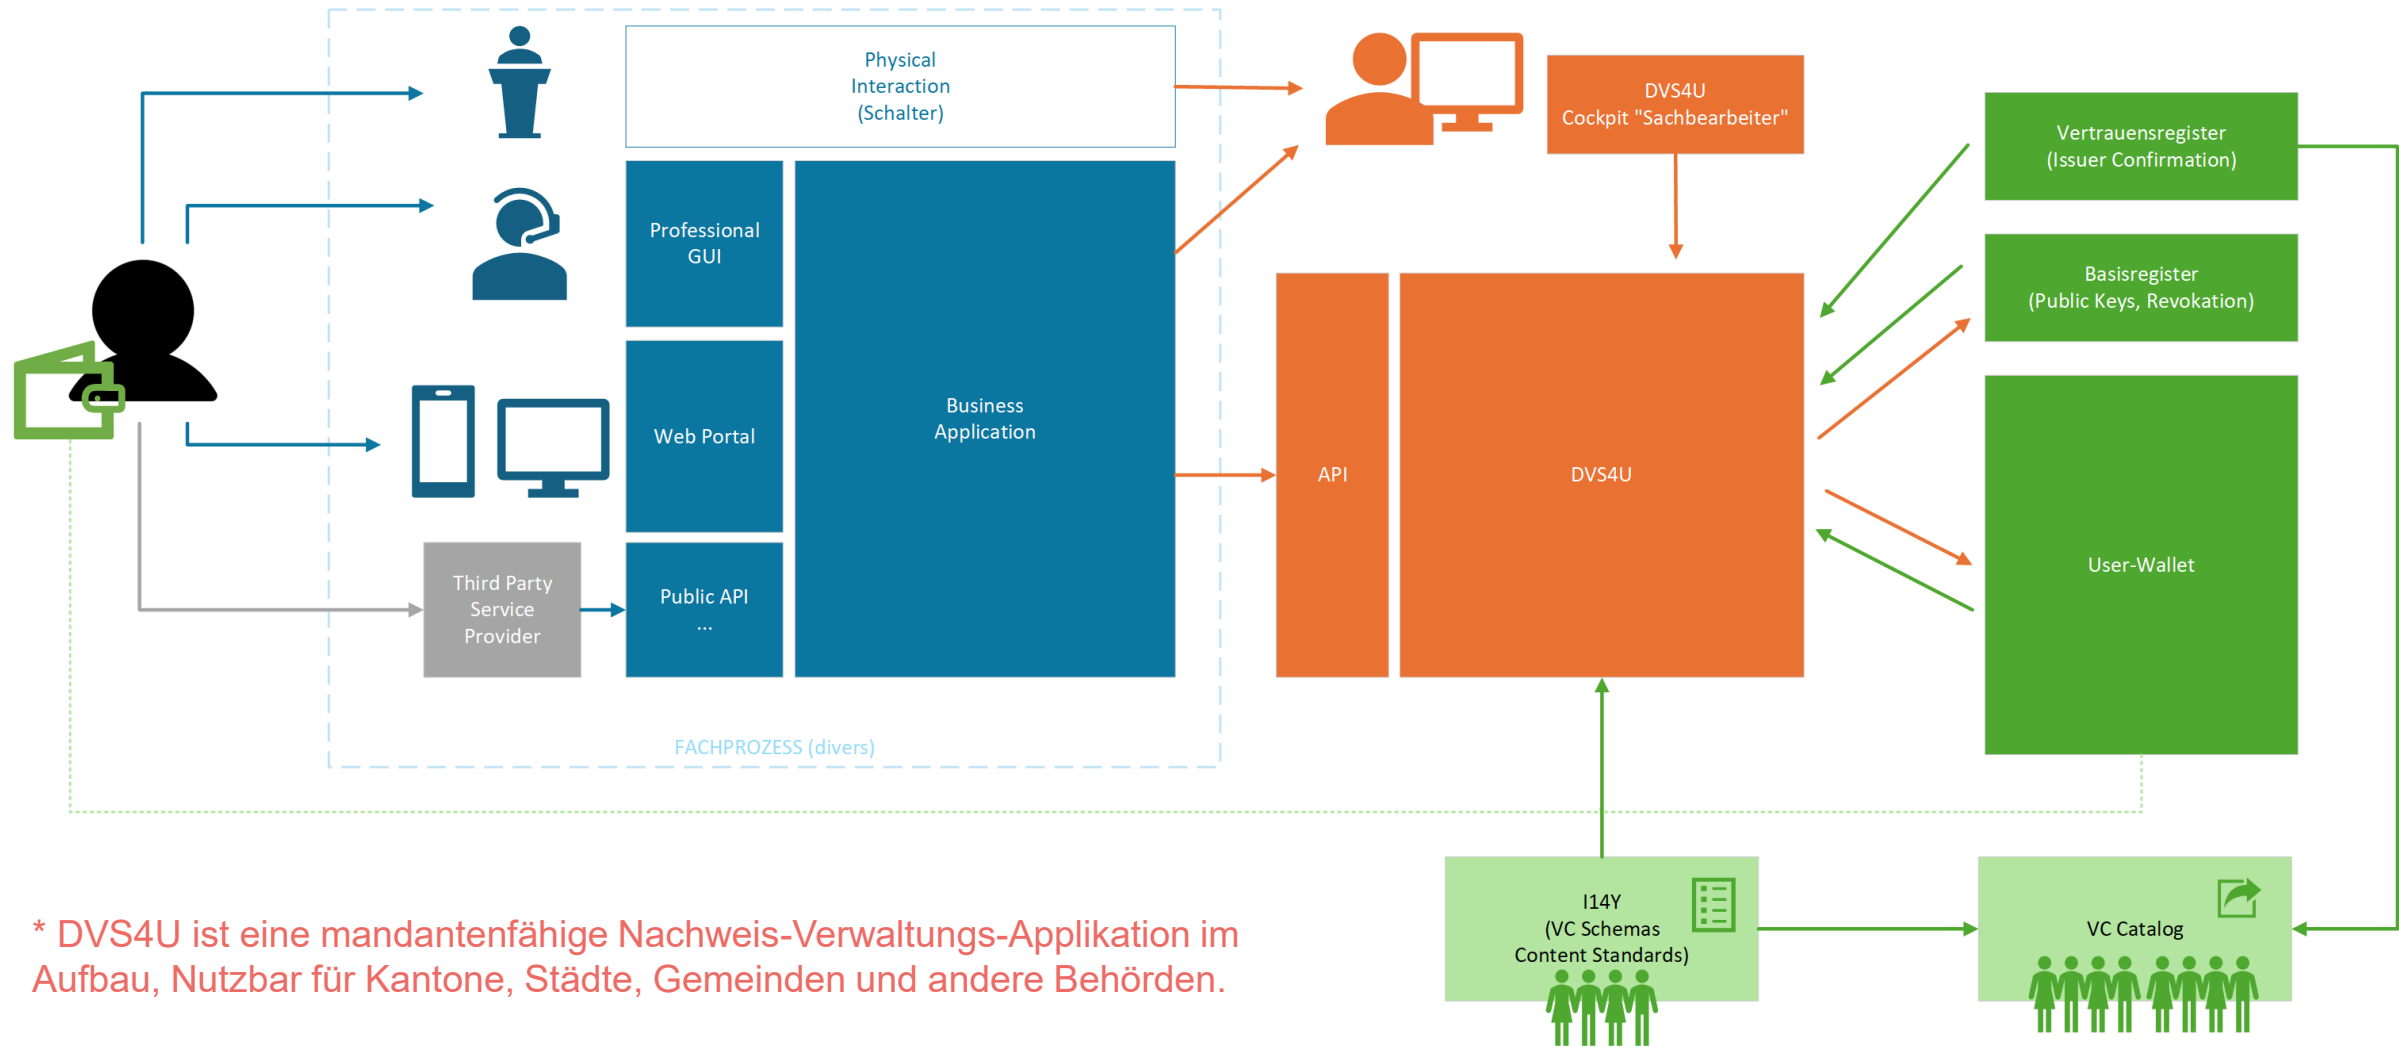 Physical
Interaction
(Schalter)
Professional
GUI
Web Portal
Third Party
Service
Provider
Public API
...
Business
Application
FACHPROZESS (divers)
DVS4U
Cockpit "Sachbearbeiter"
API
DVS4U
Vertrauensregister
(Issuer Confirmation)
Basisregister
(Public Keys, Revokation)
User-Wallet
I14Y
(VC Schemas
Content Standards)
VC Catalog
* DVS4U ist eine mandantenfähige Nachweis-Verwaltungs-Applikation im
Aufbau, Nutzbar für Kantone, Städte, Gemeinden und andere Behörden.